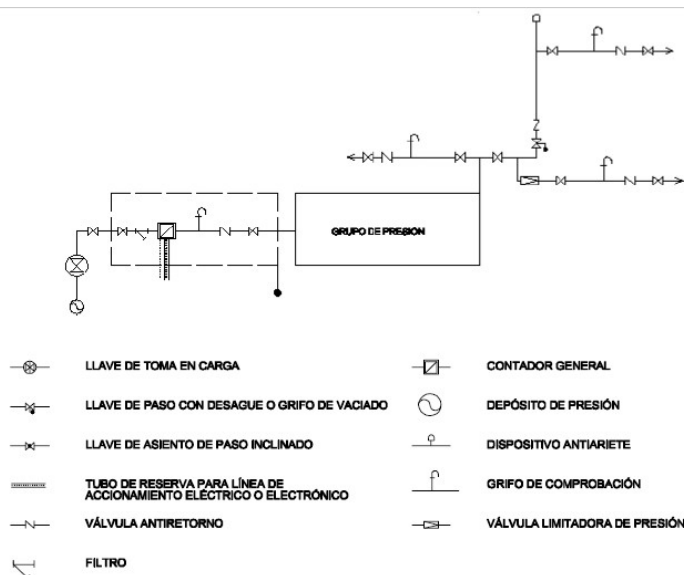 GRUPO DE PRESIÓN
LLAVE DE TOMA EN CARGA
LLAVE DE PASO CON DESAGUE O GRIFO DE VACIADO
LLAVE DE ASIENTO DE PASO INCLINADO
TUBO DE RESERVA PARA LÍNEA DE
ACCIONAMIENTO ELÉCTRICO O ELECTRÓNICO
VÁLVULA ANTIRETORNO
FILTRO
CONTADOR GENERAL
DEPÓSITO DE PRESIÓN
DISPOSITIVO ANTIARIETE
GRIFO DE COMPROBACIÓN
VÁLVULA LIMITADORA DE PRESIÓN